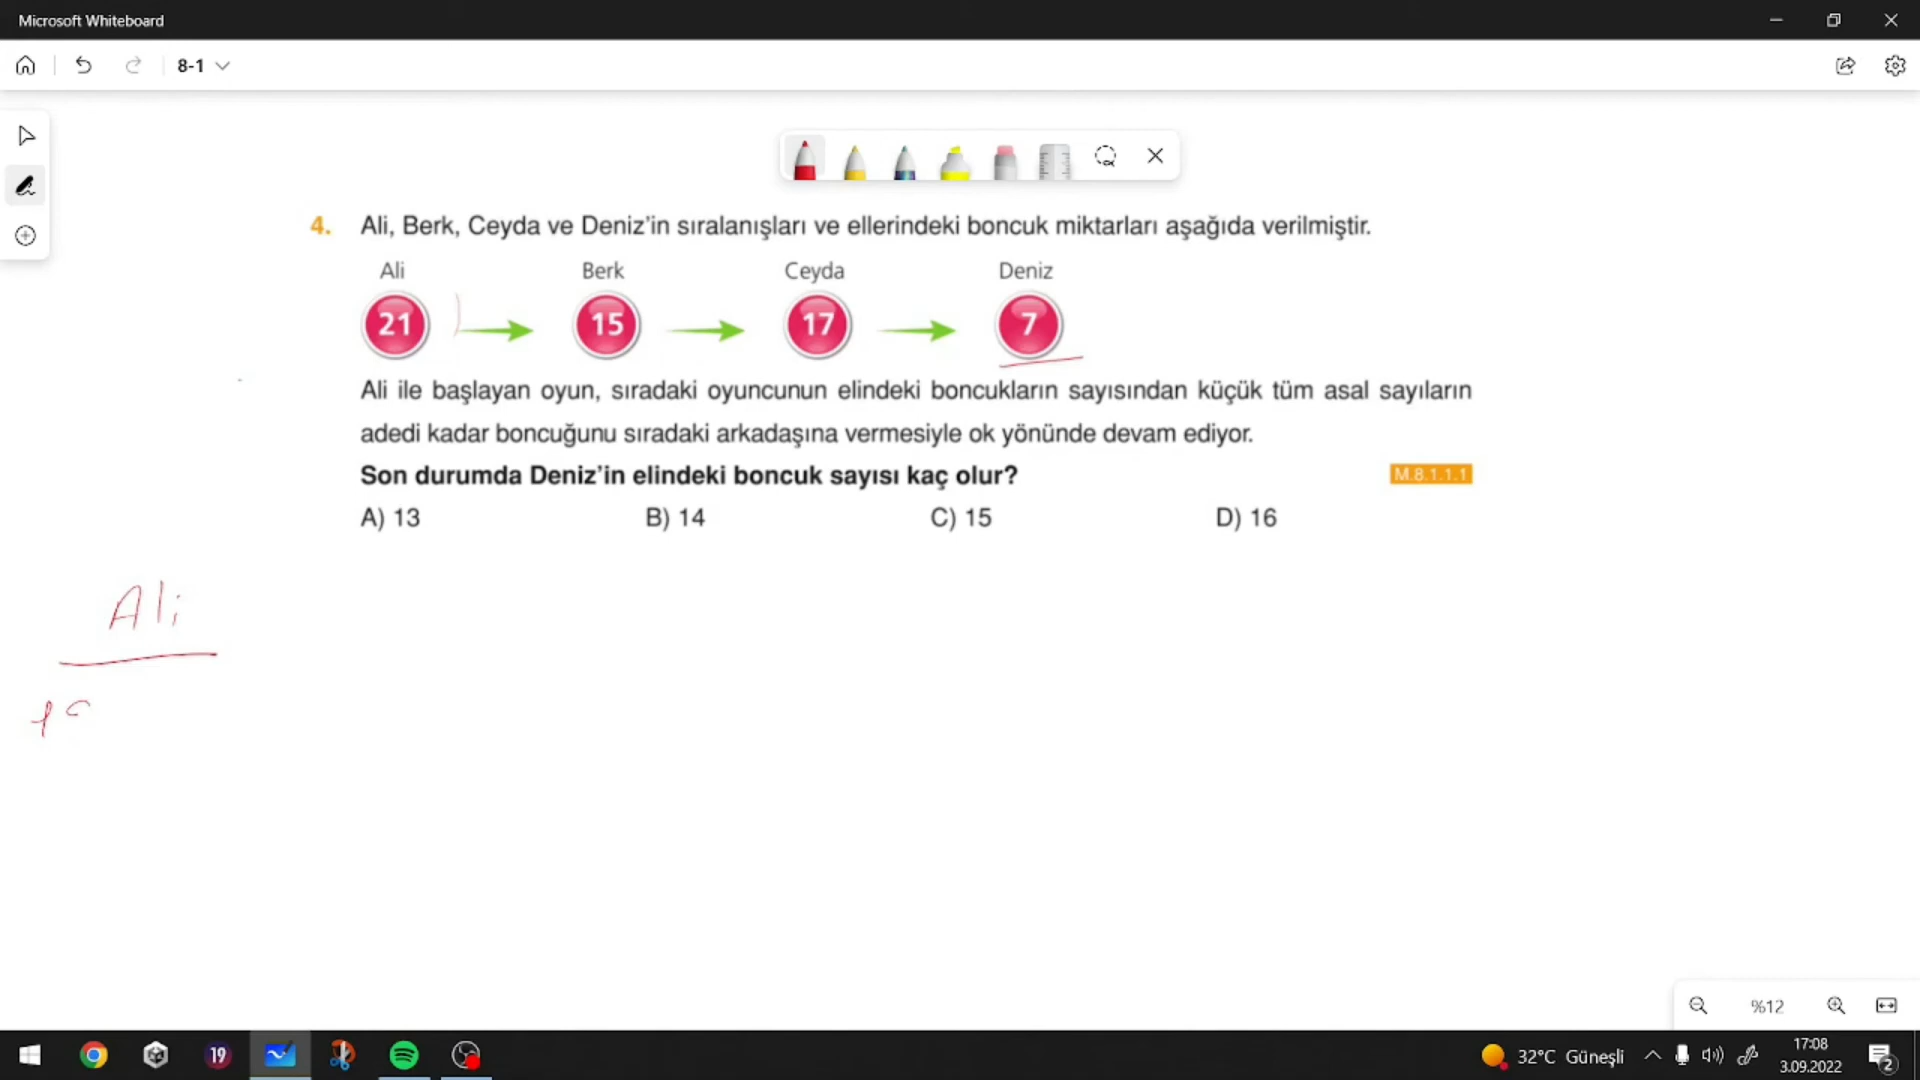 Microsoft Whiteboard
8-1
4. Ali, Berk, Ceyda ve Deniz'in sıralanışları ve ellerindeki boncuk miktarları aşağıda verilmiştir.
Ali Berk Ceyda Deniz
21 15 17 7
Ali ile başlayan oyun, sıradaki oyuncunun elindeki boncukların sayısından küçük tüm asal sayıların
adedi kadar boncuğunu sıradaki arkadaşına vermesiyle ok yönünde devam ediyor.
Son durumda Deniz'in elindeki boncuk sayısı kaç olur? M.8.1.1.1
A) 13 B) 14 C) 15 D) 16
Ali
%12
19 32°C Güneşli 17:08
3.09.2022 2